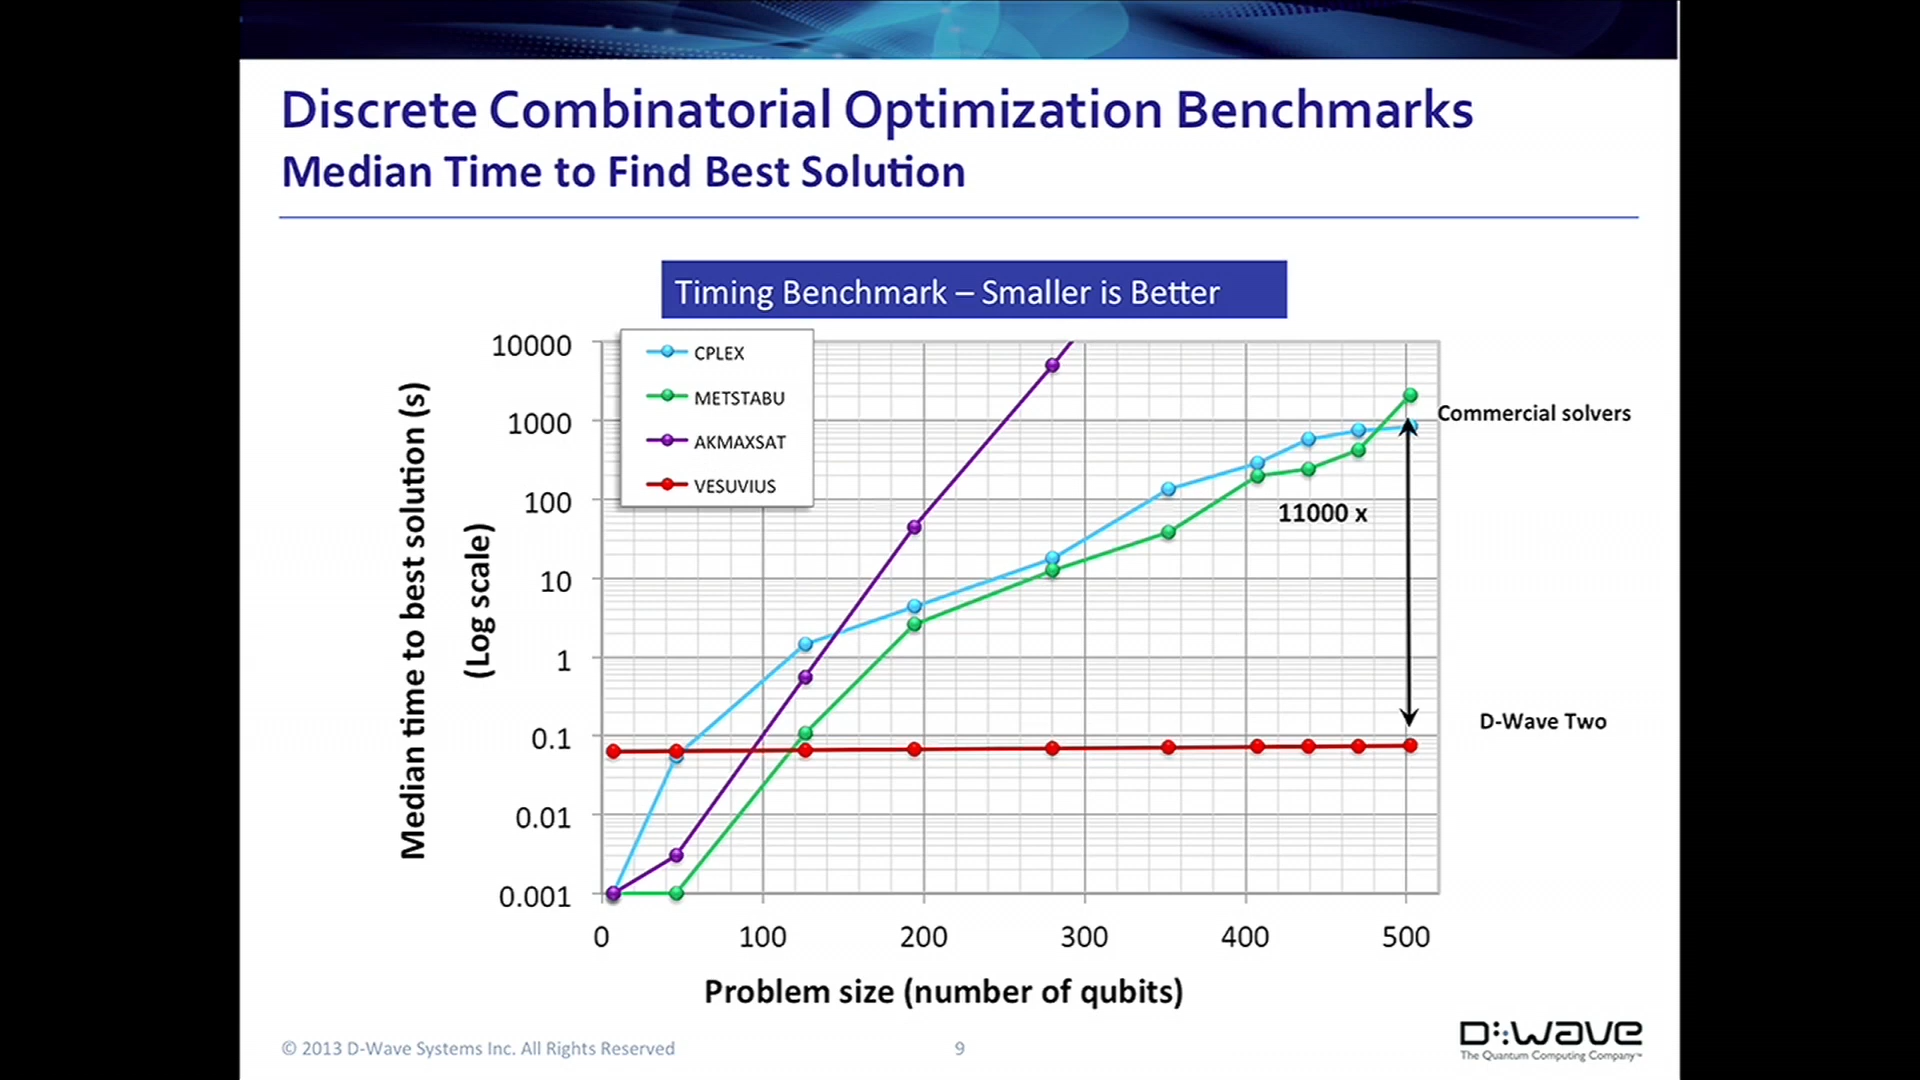 Discrete Combinatorial Optimization Benchmarks
Median Time to Find Best Solution
Timing Benchmark – Smaller is Better
Median time to best solution (s)
(Log scale)
10000
1000
100
10
1
0.1
0.01
0.001
CPLEX
METSTABU
AKMAXSAT
VESUVIUS
Commercial solvers
11000 x
D-Wave Two
0 100 200 300 400 500
Problem size (number of qubits)
© 2013 D-Wave Systems Inc. All Rights Reserved
9
D:wave
The Quantum Computing Company™